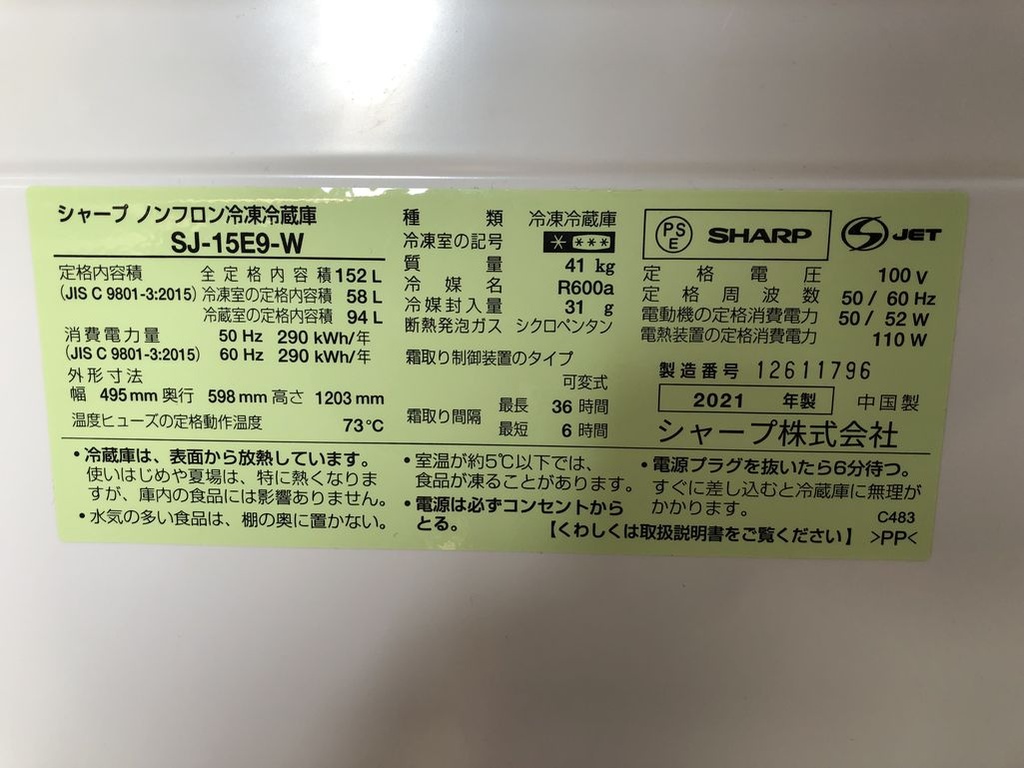 シャープ ノンフロン冷凍冷蔵庫
SJ-15E9-W
定格内容積 全定格内容積 152 L
(JIS C 9801-3:2015) 冷凍室の定格内容積 58 L
冷蔵室の定格内容積 94 L
消費電力量 50 Hz 290 kWh/年
(JIS C 9801-3:2015) 60 Hz 290 kWh/年
外形寸法
幅 495 mm 奥行 598 mm 高さ 1203 mm
温度ヒューズの定格動作温度 73℃
種類 冷凍冷蔵庫
冷凍室の記号 * ***
質量 41 kg
冷媒名 R600a
冷媒封入量 31 g
断熱発泡ガス シクロペンタン
霜取り制御装置のタイプ
可変式
霜取り間隔 最長 36 時間
最短 6 時間
PS
E
SHARP
JET
定格電圧 100 V
定格周波数 50 / 60 Hz
電動機の定格消費電力 50 / 52 W
電熱装置の定格消費電力 110 W
製造番号 12611796
2021 年製 中国製
シャープ株式会社
・冷蔵庫は、表面から放熱しています。
使いはじめや夏場は、特に熱くなりま
すが、庫内の食品には影響ありません。
・水気の多い食品は、棚の奥に置かない。
・室温が約5℃以下では、
食品が凍ることがあります。
・電源は必ずコンセントから
とる。
・電源プラグを抜いたら6分待つ。
すぐに差し込むと冷蔵庫に無理が
かかります。
C483
【くわしくは取扱説明書をご覧ください】 >PP<